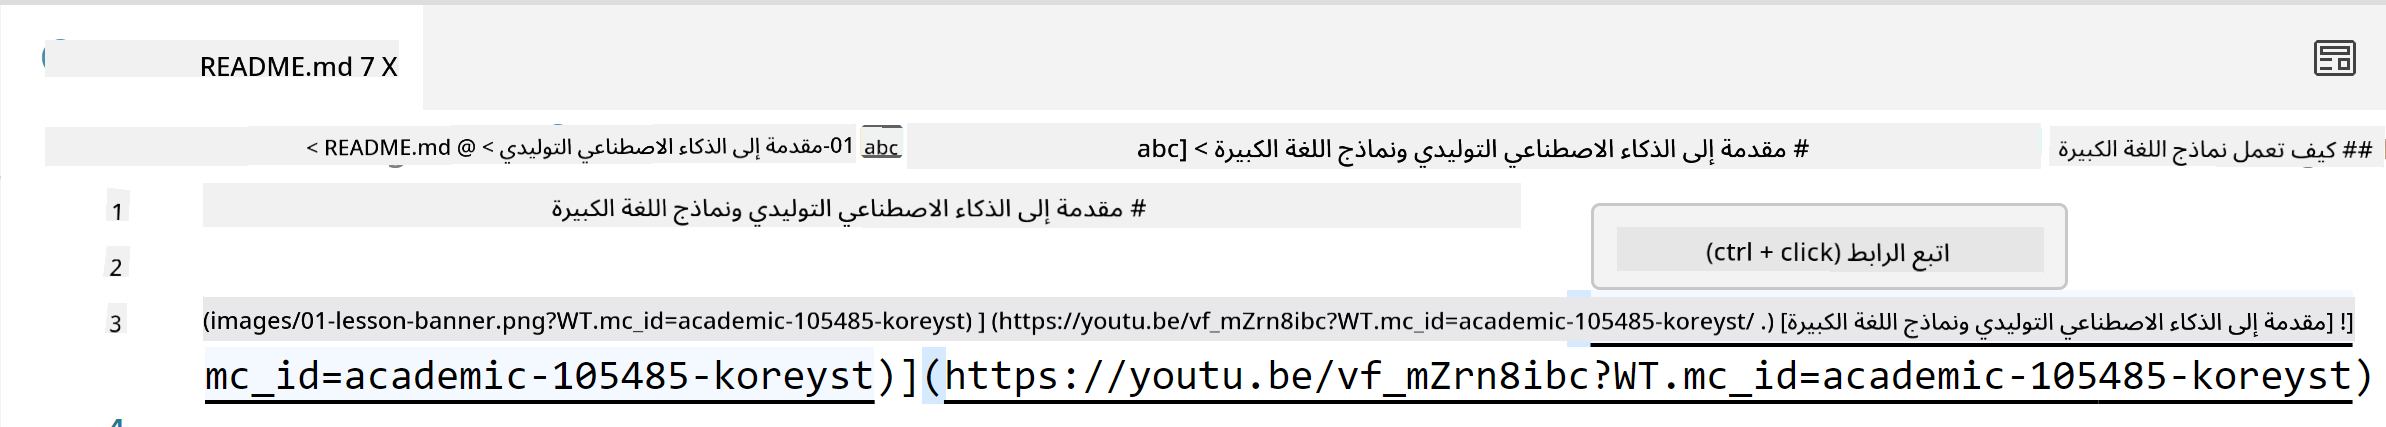 README.md 7 X
01-مقدمة إلى الذكاء الاصطناعي التوليدي > @ README.md >
abc
# مقدمة إلى الذكاء الاصطناعي التوليدي ونماذج اللغة الكبيرة > [abc
## كيف تعمل نماذج اللغة الكبيرة
1 # مقدمة إلى الذكاء الاصطناعي التوليدي ونماذج اللغة الكبيرة
اتبع الرابط (ctrl + click)
2
3 [! [مقدمة إلى الذكاء الاصطناعي التوليدي ونماذج اللغة الكبيرة] (. /images/01-lesson-banner.png?WT.mc_id=academic-105485-koreyst) ] (https://youtu.be/vf_mZrn8ibc?WT.mc_id=academic-105485-koreyst)
mc_id=academic-105485-koreyst)](https://youtu.be/vf_mZrn8ibc?WT.mc_id=academic-105485-koreyst)